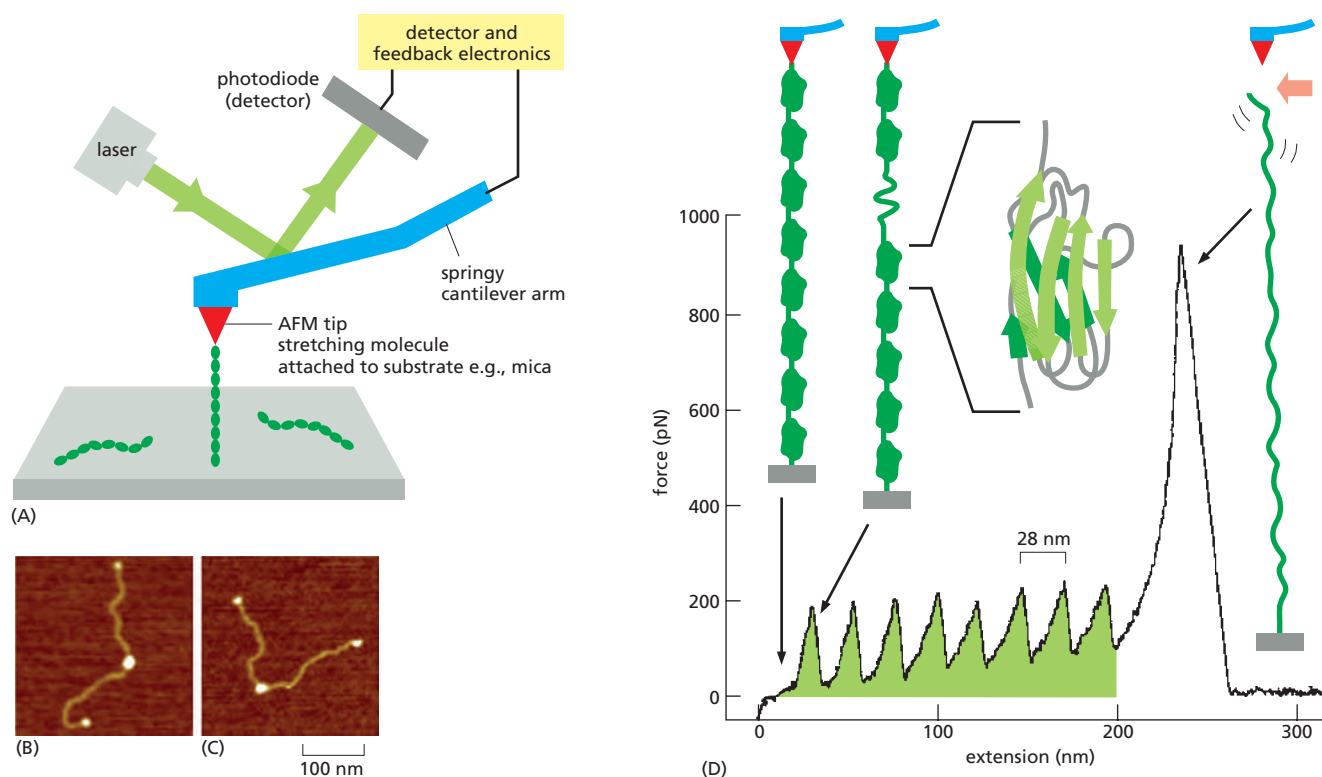 detector and
feedback electronics
photodiode
(detector)
laser
springy
cantilever arm
AFM tip
stretching molecule
attached to substrate e.g., mica
(A)
(B)
(C)
100 nm
1000
800
600
400
200
0
force (pN)
28 nm
0
100
200
300
extension (nm)
(D)